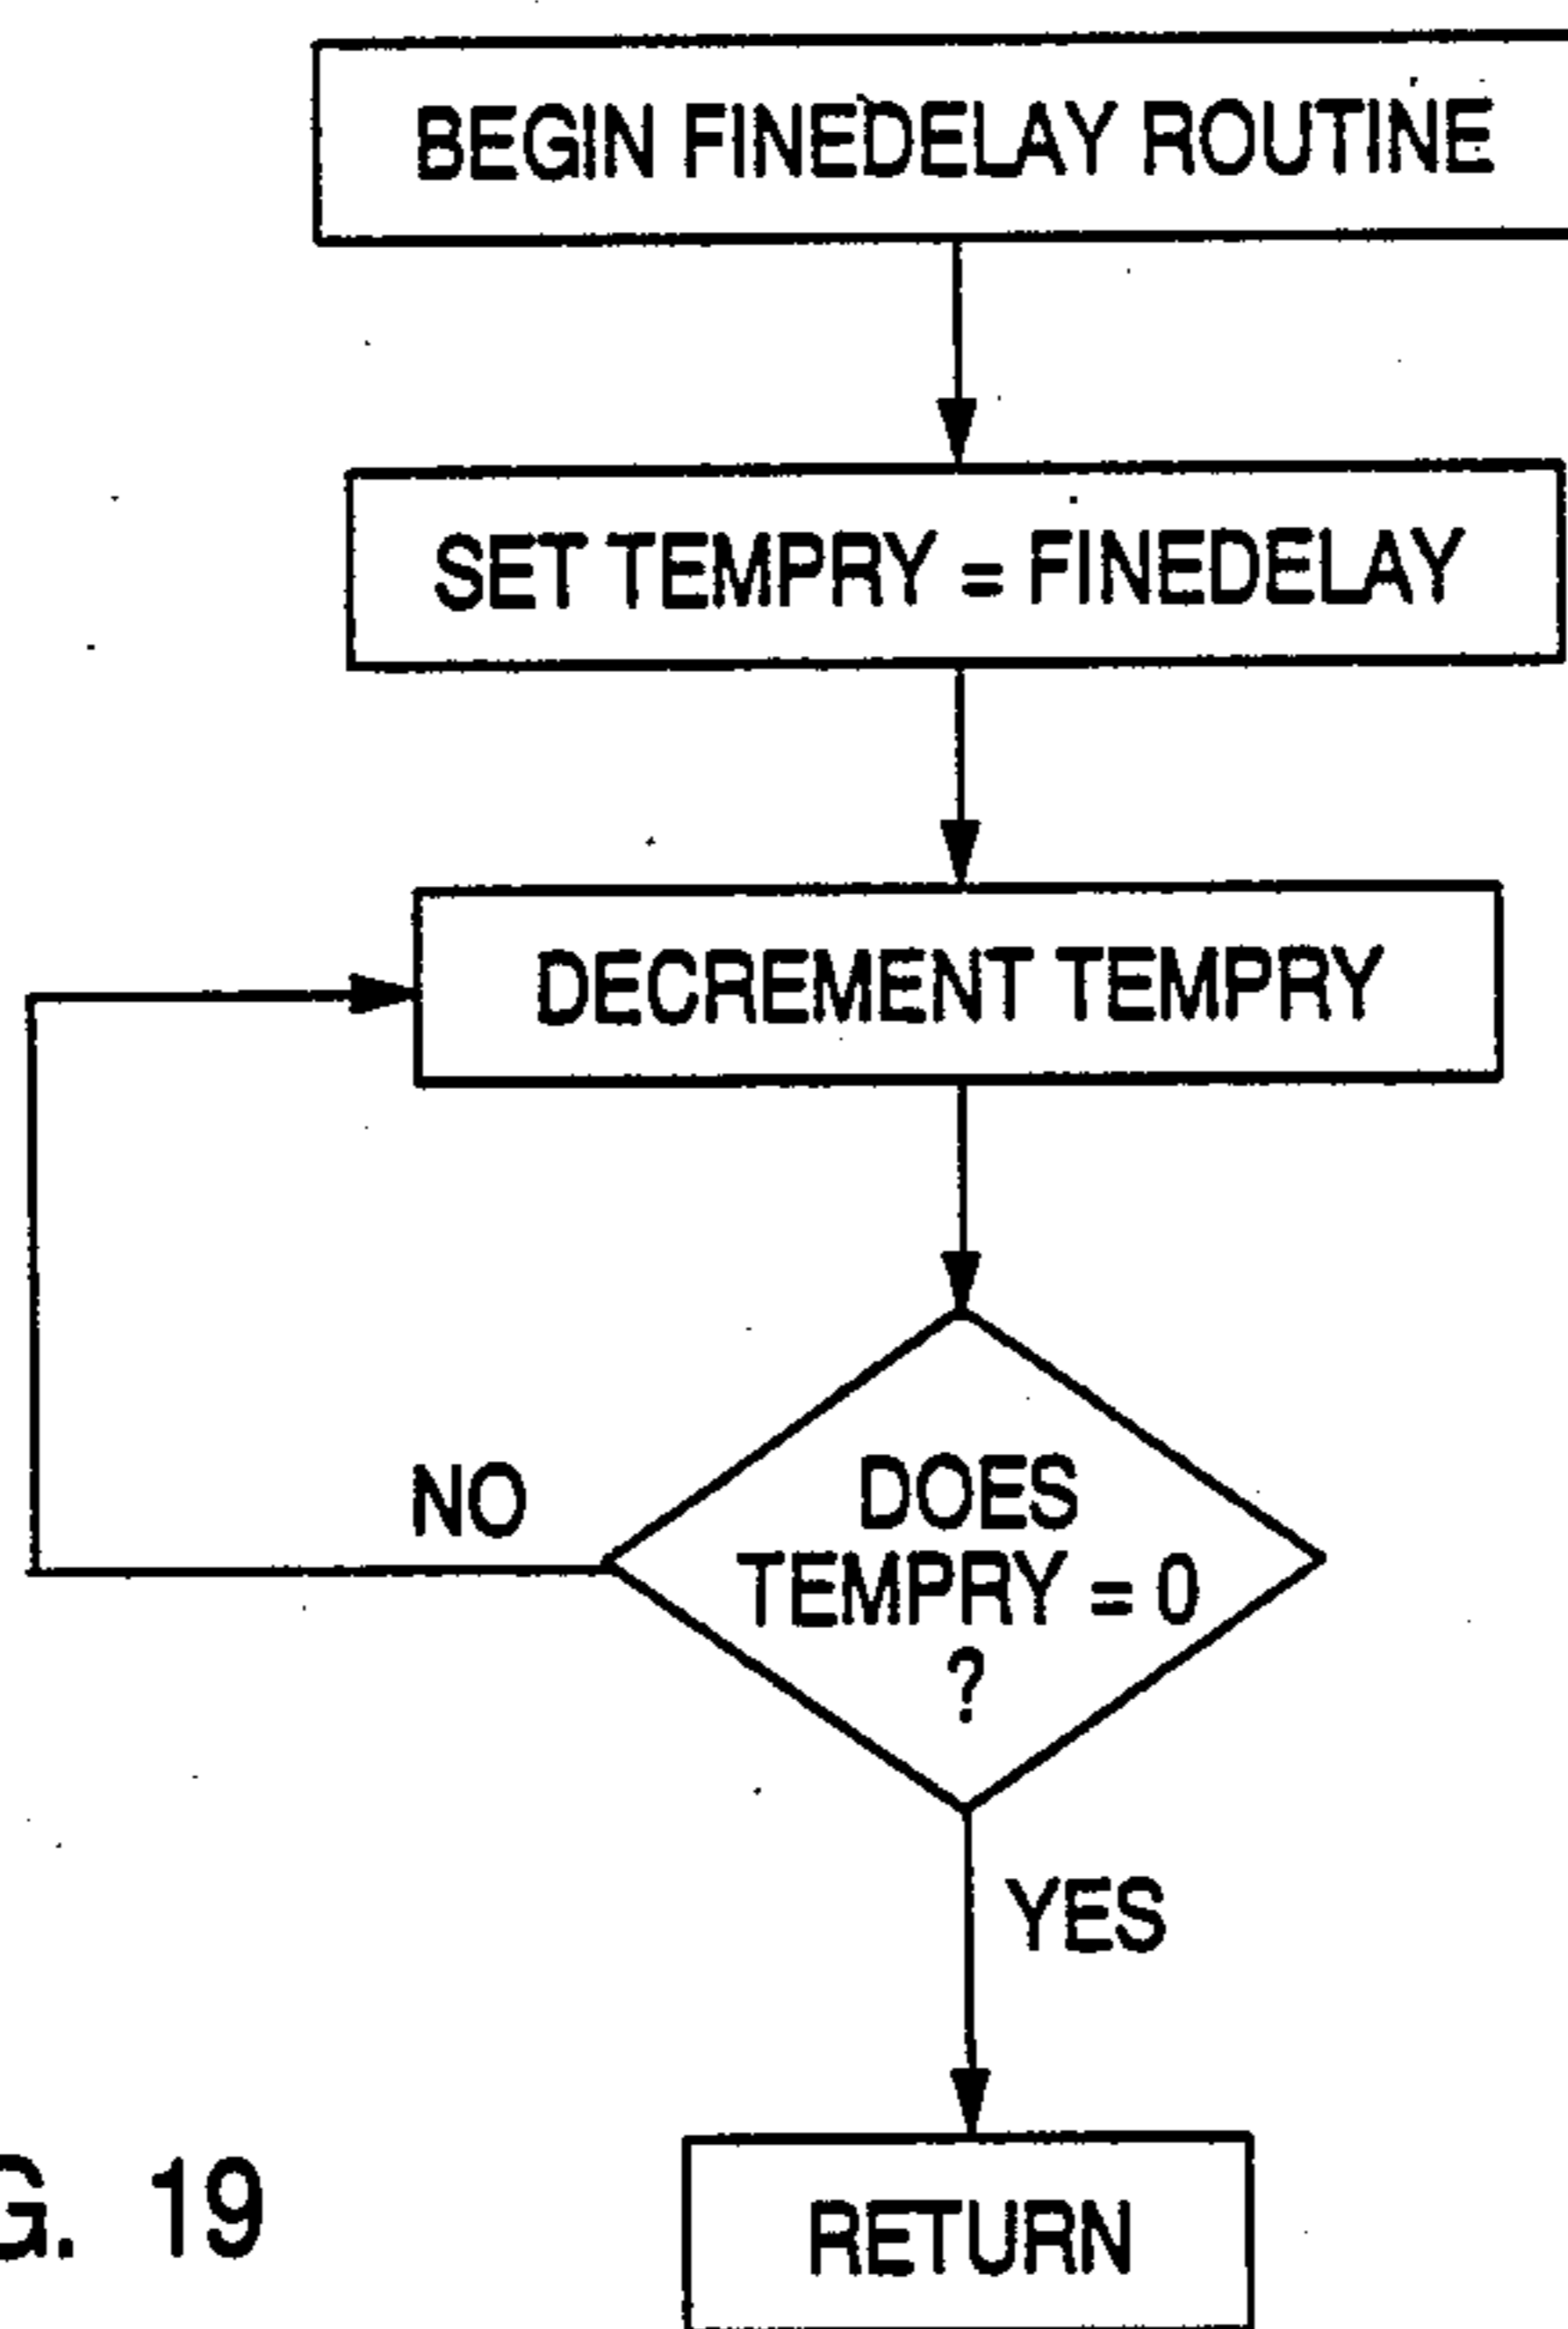 BEGIN FINEDELAY ROUTINE
SET TEMPRY = FINEDELAY
DECREMENT TEMPRY
DOES
TEMPRY = 0
?
NO
YES
RETURN
G. 19